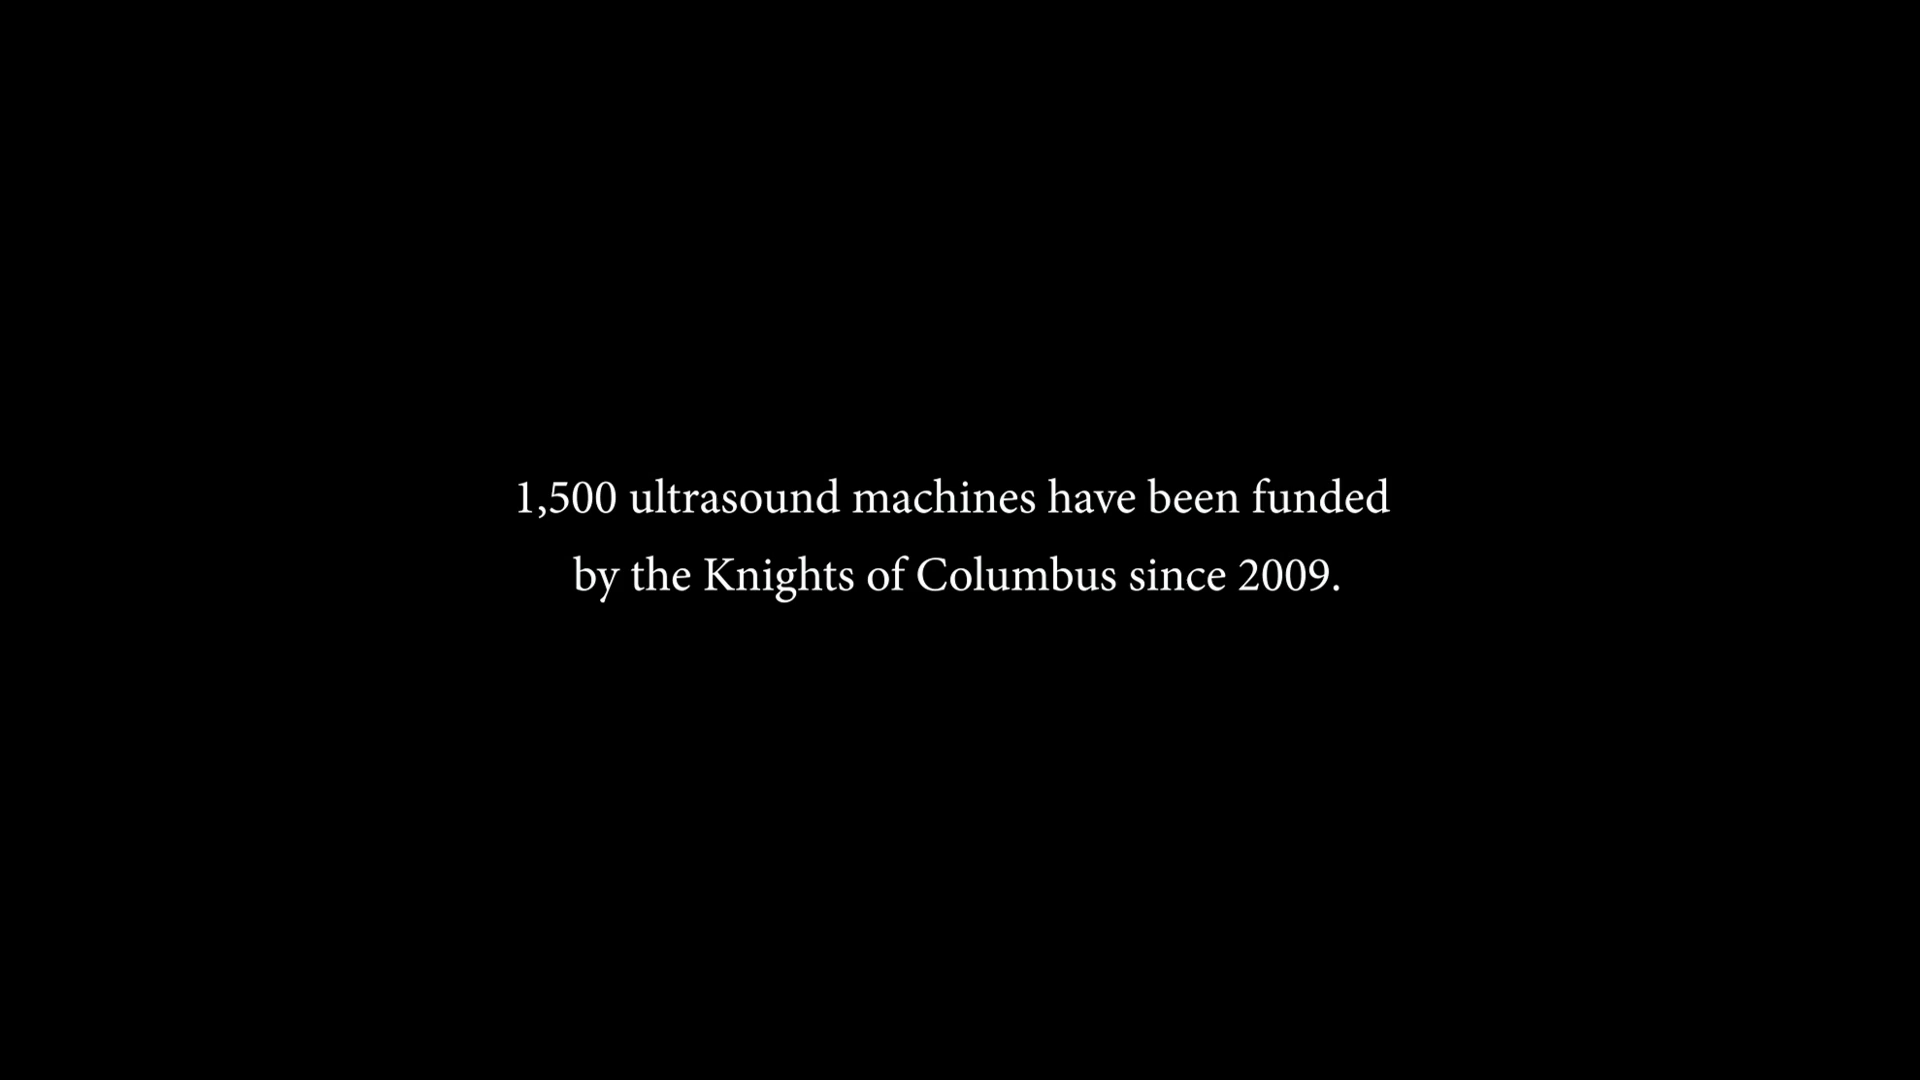 1,500 ultrasound machines have been funded
by the Knights of Columbus since 2009.